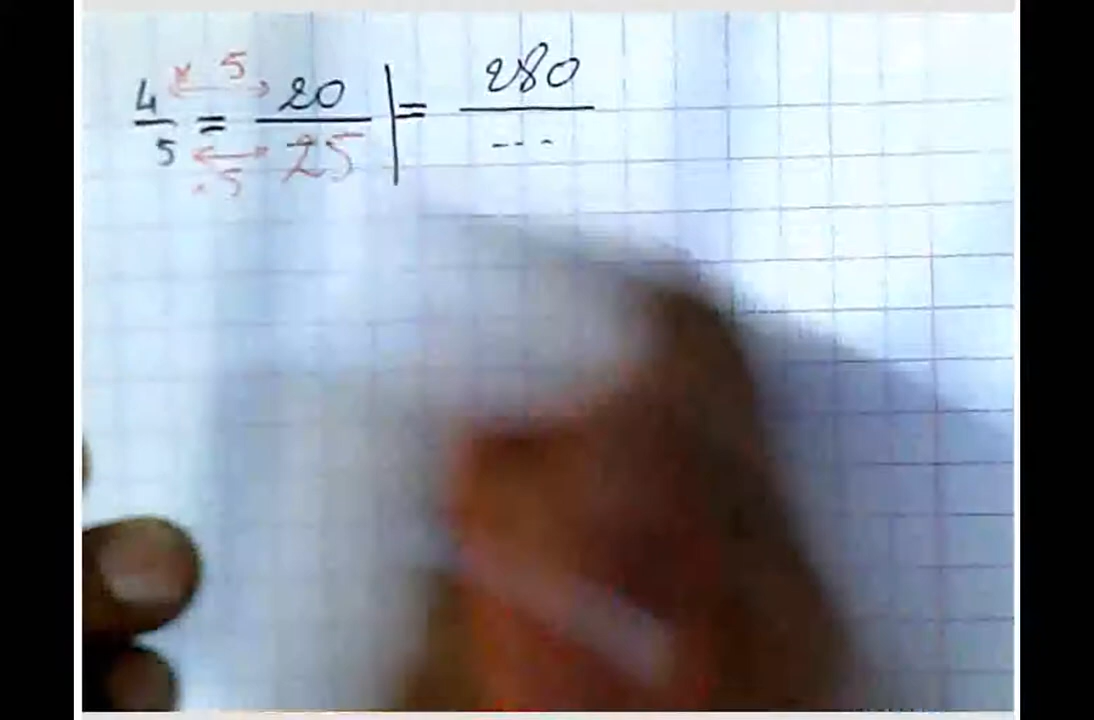 × 5
4/5 = 20/25 | = 280/...
× 5